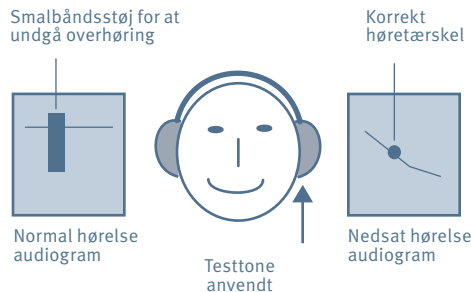 Smalbåndsstøj for at
undgå overhøring
Korrekt
høretærskel
Normal hørelse
audiogram
Testtone
anvendt
Nedsat hørelse
audiogram